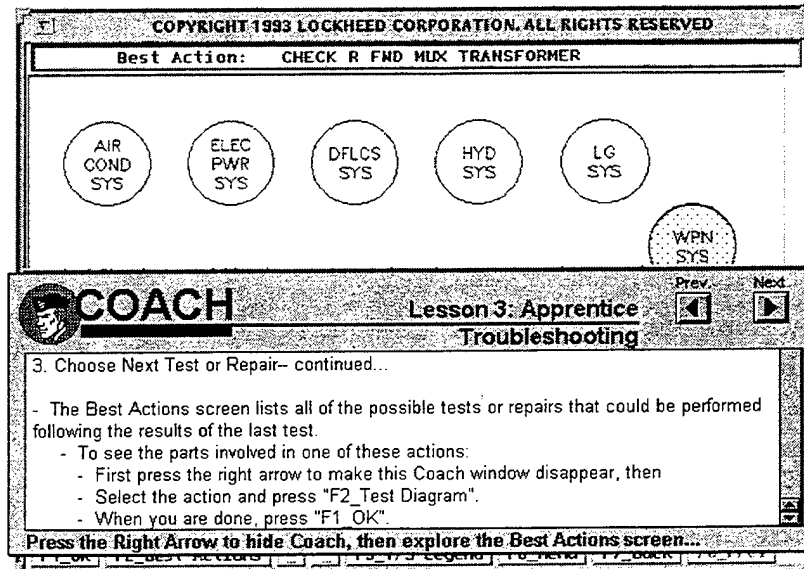 COPYRIGHT 1993 LOCKHEED CORPORATION. ALL RIGHTS RESERVED
Best Action: CHECK R FWD MUX TRANSFORMER
AIR
COND
SYS
ELEC
PWR
SYS
DFLCS
SYS
HYD
SYS
LG
SYS
WPN
SYS
COACH
Lesson 3: Apprentice
Troubleshooting
Prev.
Next
3. Choose Next Test or Repair-- continued...
- The Best Actions screen lists all of the possible tests or repairs that could be performed
following the results of the last test.
- To see the parts involved in one of these actions:
- First press the right arrow to make this Coach window disappear, then
- Select the action and press "F2_Test Diagram".
- When you are done, press "F1_OK".
Press the Right Arrow to hide Coach, then explore the Best Actions screen...